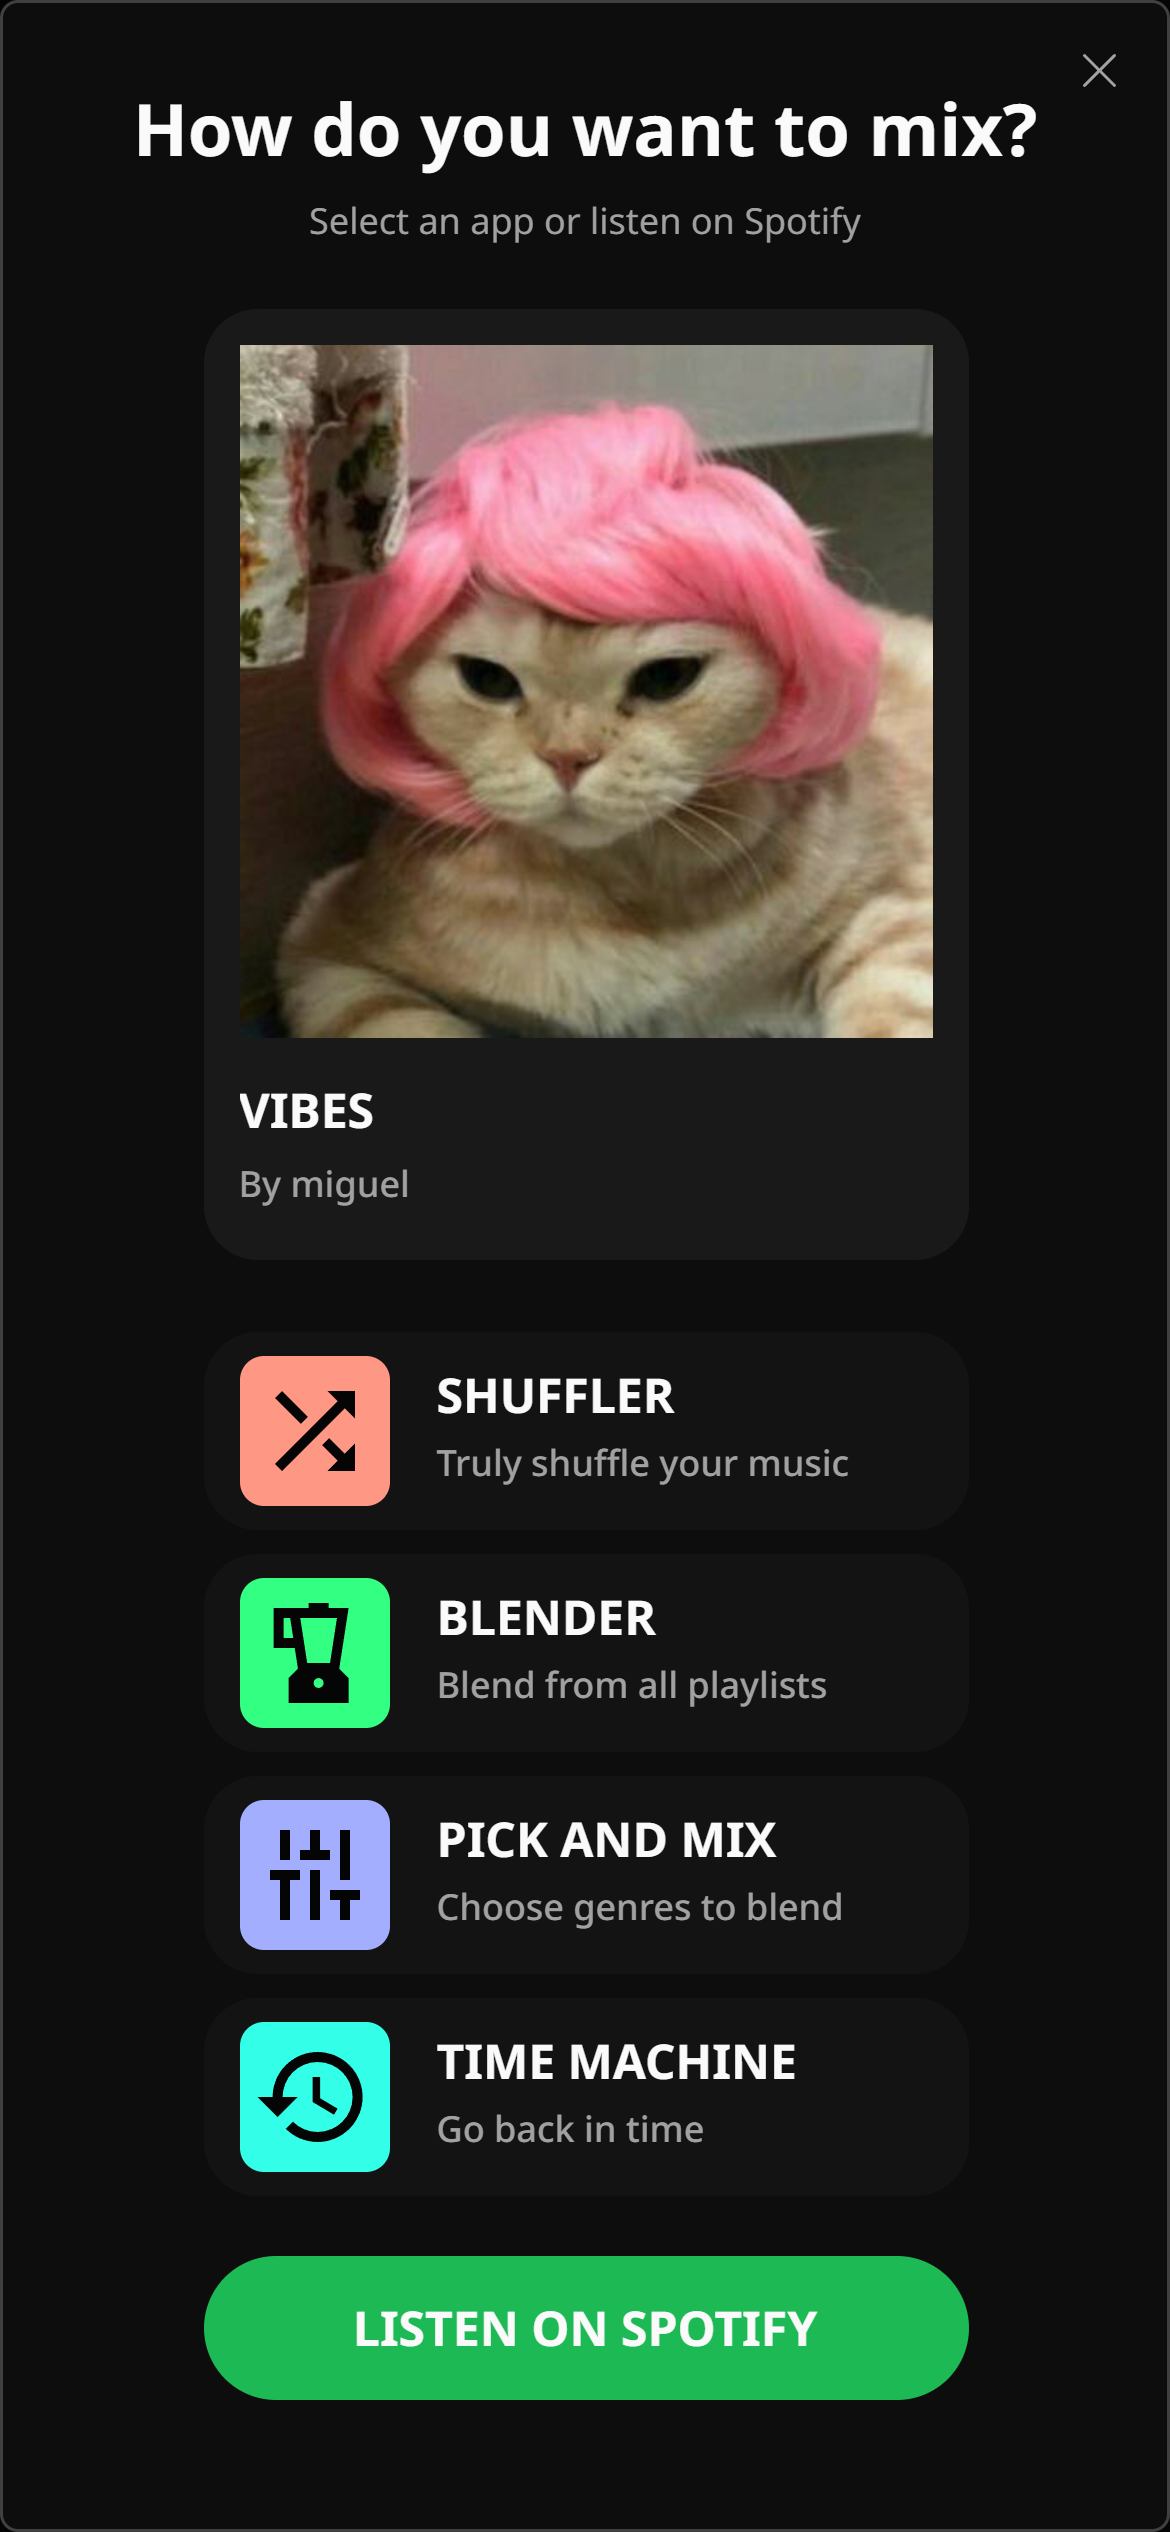 How do you want to mix?
Select an app or listen on Spotify
VIBES
By miguel
SHUFFLER
Truly shuffle your music
BLENDER
Blend from all playlists
PICK AND MIX
Choose genres to blend
TIME MACHINE
Go back in time
LISTEN ON SPOTIFY